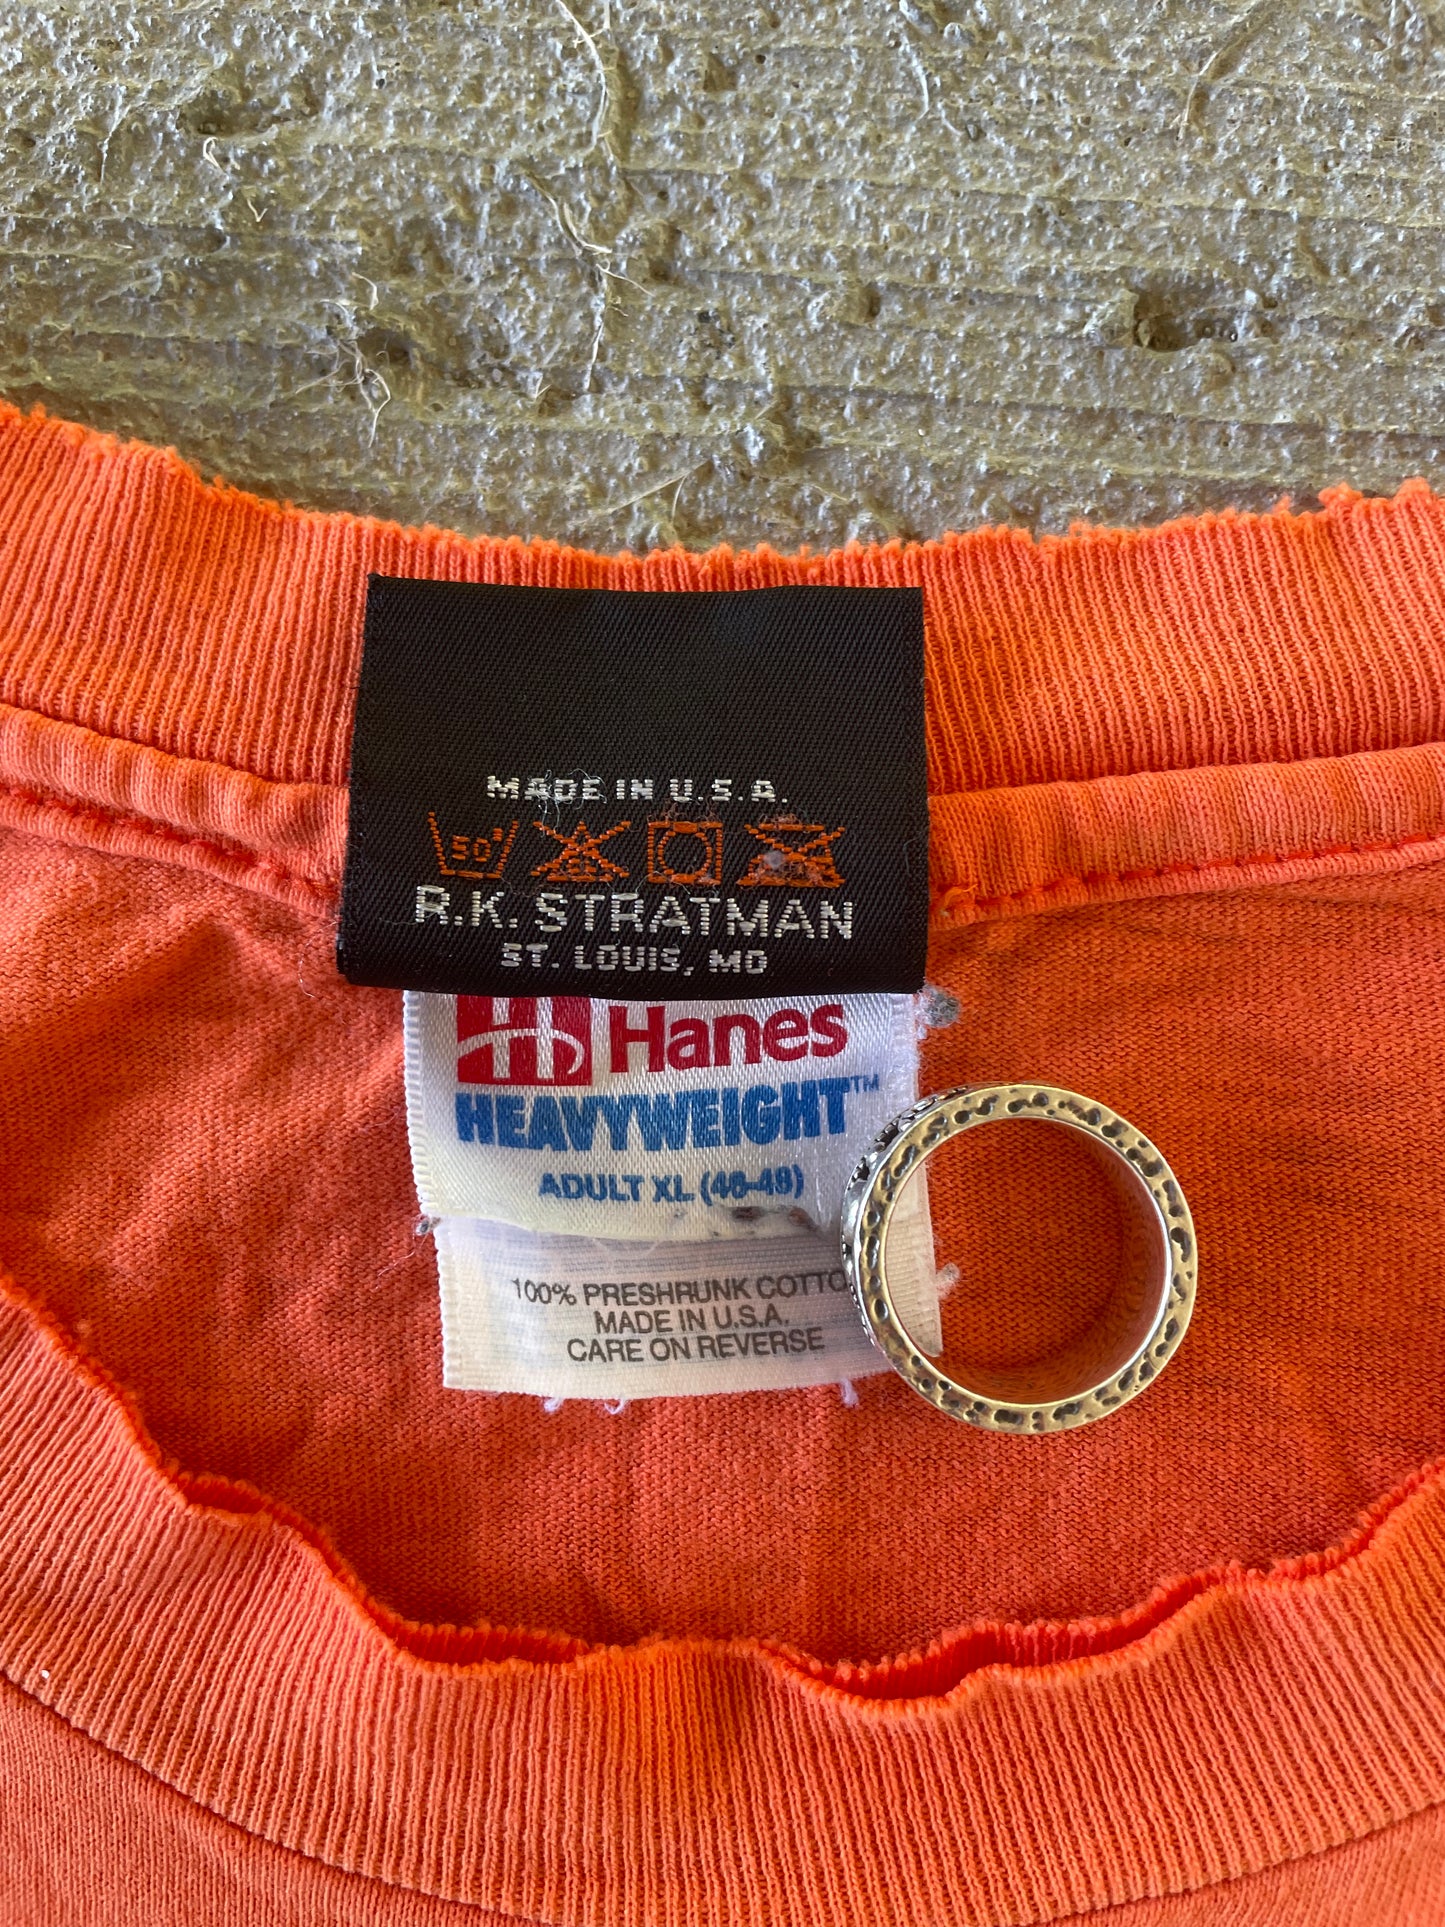 MADE IN U.S.A.
50°
R.K. STRATMAN
ST. LOUIS, MO
Hanes
HEAVYWEIGHT™
ADULT XL (46-48)
100% PRESHRUNK COTTO
MADE IN U.S.A.
CARE ON REVERSE